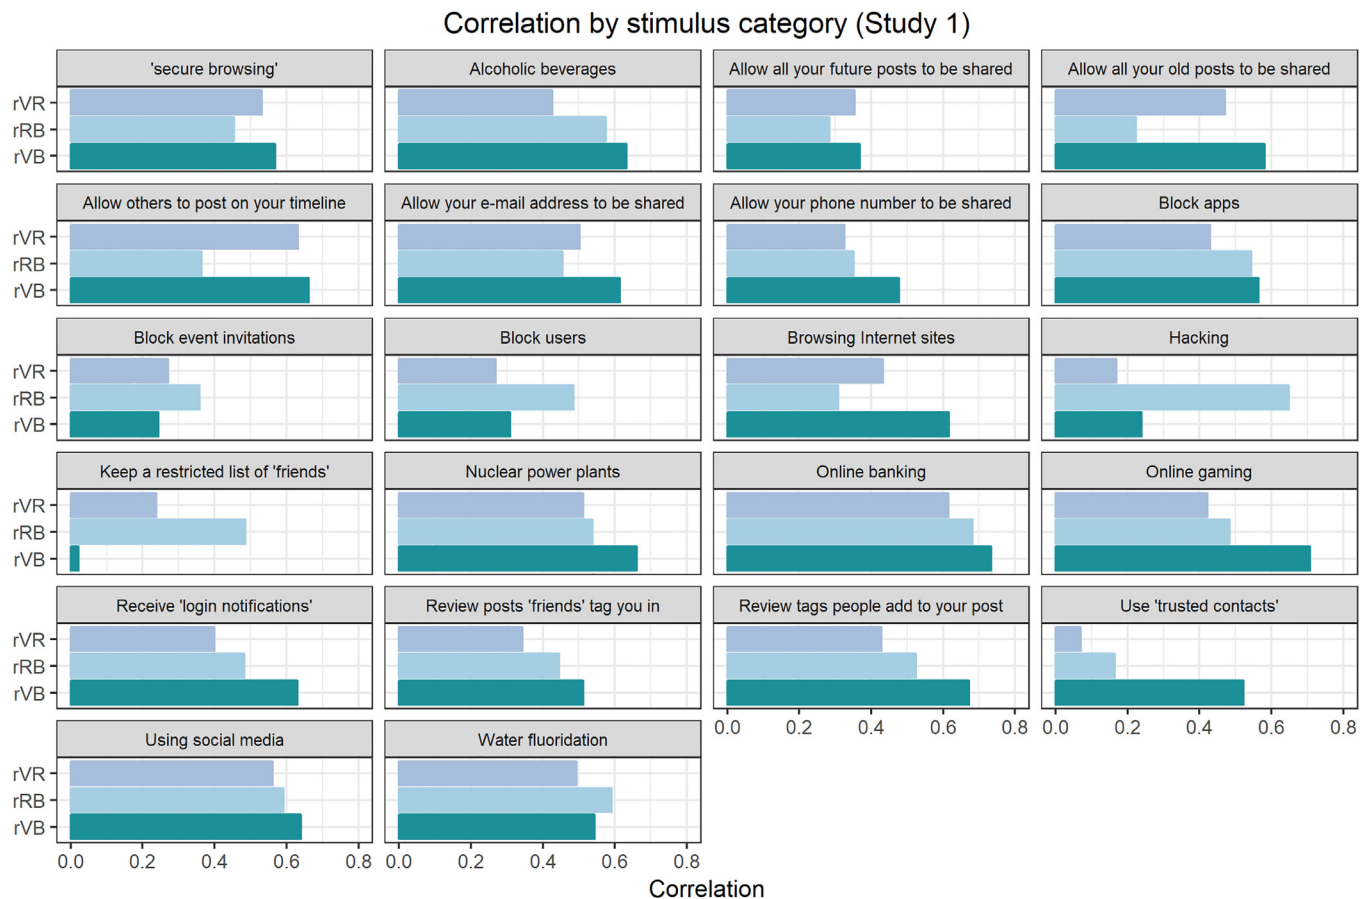 Correlation by stimulus category (Study 1)
'secure browsing' Alcoholic beverages Allow all your future posts to be shared Allow all your old posts to be shared
rVR
rRB
rVB
Allow others to post on your timeline Allow your e-mail address to be shared Allow your phone number to be shared Block apps
rVR
rRB
rVB
Block event invitations Block users Browsing Internet sites Hacking
rVR
rRB
rVB
Keep a restricted list of 'friends' Nuclear power plants Online banking Online gaming
rVR
rRB
rVB
Receive 'login notifications' Review posts 'friends' tag you in Review tags people add to your post Use 'trusted contacts'
rVR
rRB
rVB
0.0 0.2 0.4 0.6 0.8 0.0 0.2 0.4 0.6 0.8
Using social media Water fluoridation
rVR
rRB
rVB
0.0 0.2 0.4 0.6 0.8 0.0 0.2 0.4 0.6 0.8
Correlation